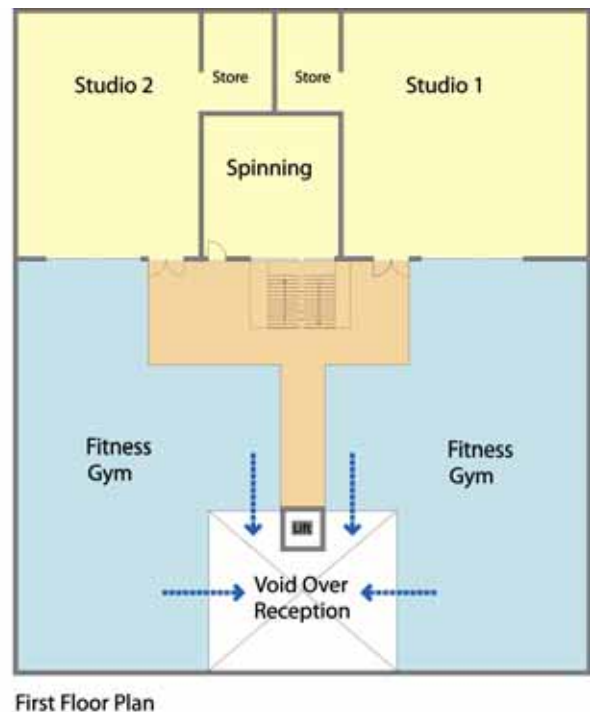 Studio 2
Store
Store
Studio 1
Spinning
Fitness
Gym
Fitness
Gym
Lift
Void Over
Reception
First Floor Plan